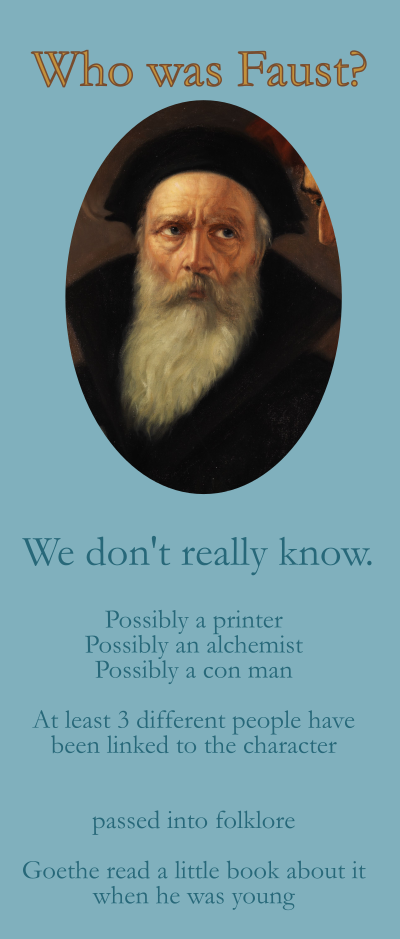 Who was Faust?
We don't really know.
Possibly a printer
Possibly an alchemist
Possibly a con man
At least 3 different people have
been linked to the character
passed into folklore
Goethe read a little book about it
when he was young